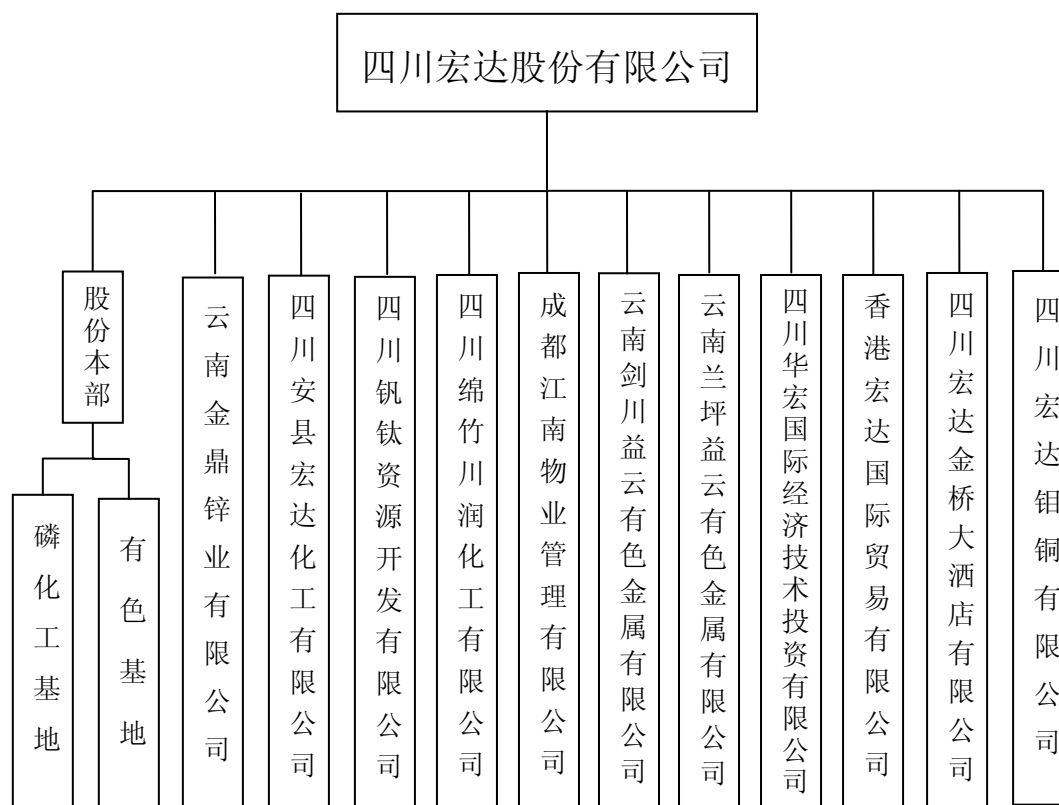 四川宏达股份有限公司
股份本部
云南金鼎锌业有限公司
四川安县宏达化工有限公司
四川钒钛资源开发有限公司
四川绵竹川润化工有限公司
成都江南物业管理有限公司
云南剑川益云有色金属有限公司
云南兰坪益云有色金属有限公司
四川华宏国际经济技术投资有限公司
香港宏达国际贸易有限公司
四川宏达金桥大酒店有限公司
四川宏达钼铜有限公司
磷化工基地
有色基地